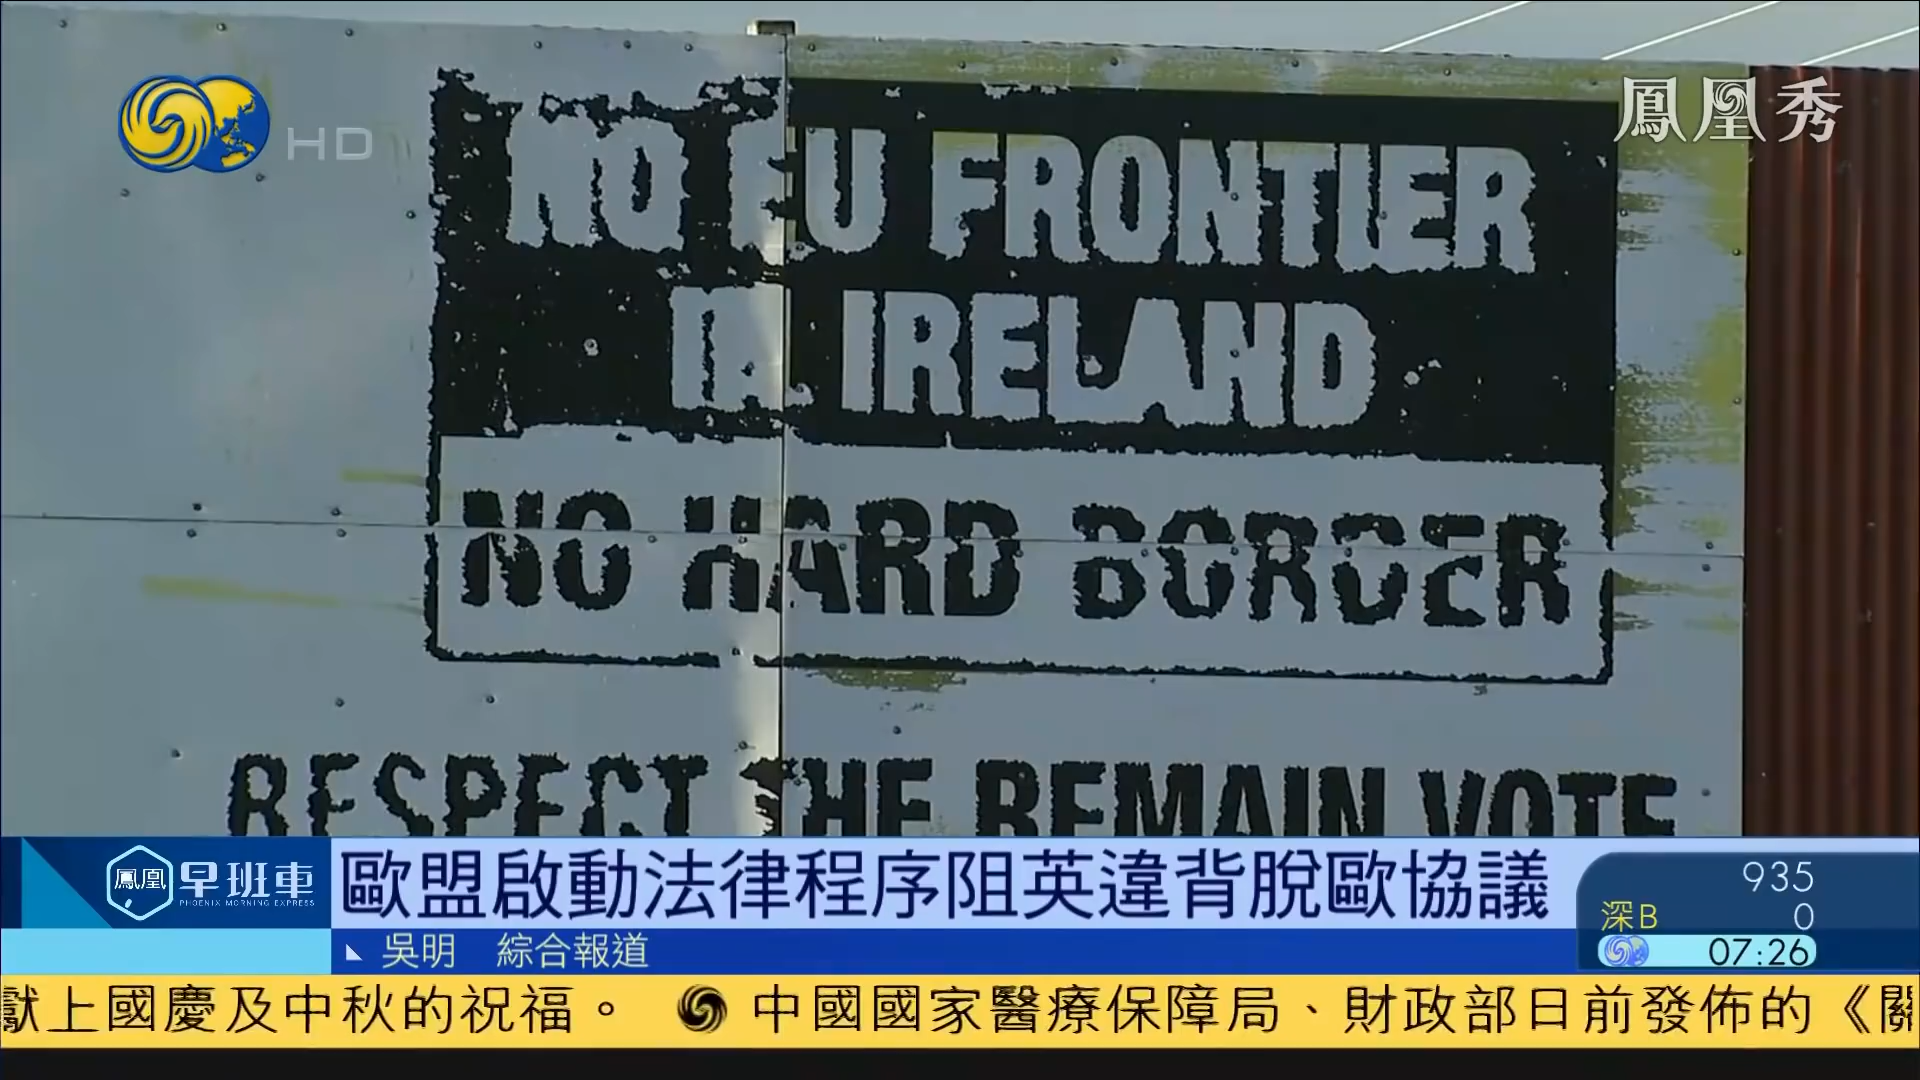 HD
鳳凰秀
NO EU FRONTIER
IN IRELAND
NO HARD BORDER
RESPECT THE REMAIN VOTE
鳳凰 早班車
PHOENIX MORNING EXPRESS
歐盟啟動法律程序阻英違背脫歐協議
吳明 綜合報道
935
深B 0
07:26
獻上國慶及中秋的祝福。 中國國家醫療保障局、財政部日前發佈的《關